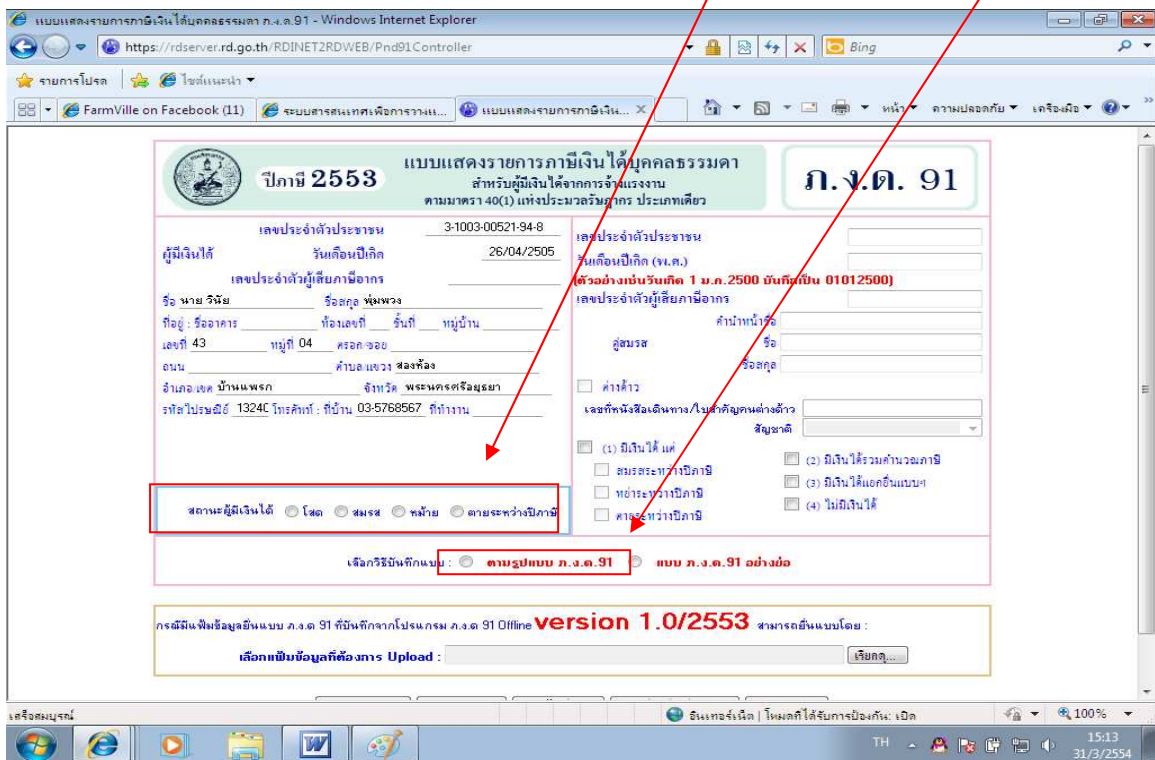 แบบแสดงรายการภาษีเงินได้บุคคลธรรมดา ภ.ง.ด.91 - Windows Internet Explorer
https://rdserver.rd.go.th/RDINET2RDWEB/Pnd91Controller
Bing
รายการโปรด ไซต์แนะนำ
FarmVille on Facebook (11) ระบบสารสนเทศเพื่อการวางแ... แบบแสดงรายการภาษีเงิน... X หน้า ความปลอดภัย เครื่องมือ
ปีภาษี 2553
แบบแสดงรายการภาษีเงินได้บุคคลธรรมดา
สำหรับผู้มีเงินได้จากการจ้างแรงงาน
ตามมาตรา 40(1) แห่งประมวลรัษฎากร ประเภทเดียว
ภ.ง.ด. 91
เลขประจำตัวประชาชน 3-1003-00521-94-8
ผู้มีเงินได้ วันเดือนปีเกิด 26/04/2505
เลขประจำตัวผู้เสียภาษีอากร
ชื่อ นาย วินัย ชื่อสกุล พุ่มพวง
ที่อยู่ : ชื่ออาคาร ห้องเลขที่ ชั้นที่ หมู่บ้าน
เลขที่ 43 หมู่ที่ 04 ตรอก/ซอย
ถนน ตำบล/แขวง สองห้อง
อำเภอ/เขต บ้านแพรก จังหวัด พระนครศรีอยุธยา
รหัสไปรษณีย์ 1324 โทรศัพท์ : ที่บ้าน 03-5768567 ที่ทำงาน
สถานะผู้มีเงินได้ โสด สมรส หม้าย ตายระหว่างปีภาษี
เลขประจำตัวประชาชน
วันเดือนปีเกิด (พ.ศ.)
(ตัวอย่างเช่นวันเกิด 1 ม.ค.2500 บันทึกเป็น 01012500)
เลขประจำตัวผู้เสียภาษีอากร
คำนำหน้าชื่อ
คู่สมรส ชื่อ
ชื่อสกุล
ต่างด้าว
เลขที่หนังสือเดินทาง/ใบสำคัญคนต่างด้าว
สัญชาติ
(1) มีเงินได้ แต่
สมรสระหว่างปีภาษี
หย่าระหว่างปีภาษี
ตายระหว่างปีภาษี
(2) มีเงินได้รวมคำนวณภาษี
(3) มีเงินได้แยกยื่นแบบฯ
(4) ไม่มีเงินได้
เลือกวิธีบันทึกแบบ : ตามรูปแบบ ภ.ง.ด.91 แบบ ภ.ง.ด.91 อย่างย่อ
กรณีมีแฟ้มข้อมูลยื่นแบบ ภ.ง.ด 91 ที่บันทึกจากโปรแกรม ภ.ง.ด 91 Offline version 1.0/2553 สามารถยื่นแบบโดย :
เลือกแฟ้มข้อมูลที่ต้องการ Upload : เรียกดู...
เสร็จสมบูรณ์ อินเทอร์เน็ต | โหมดที่ได้รับการป้องกัน: เปิด 100%
TH 15:13
31/3/2554